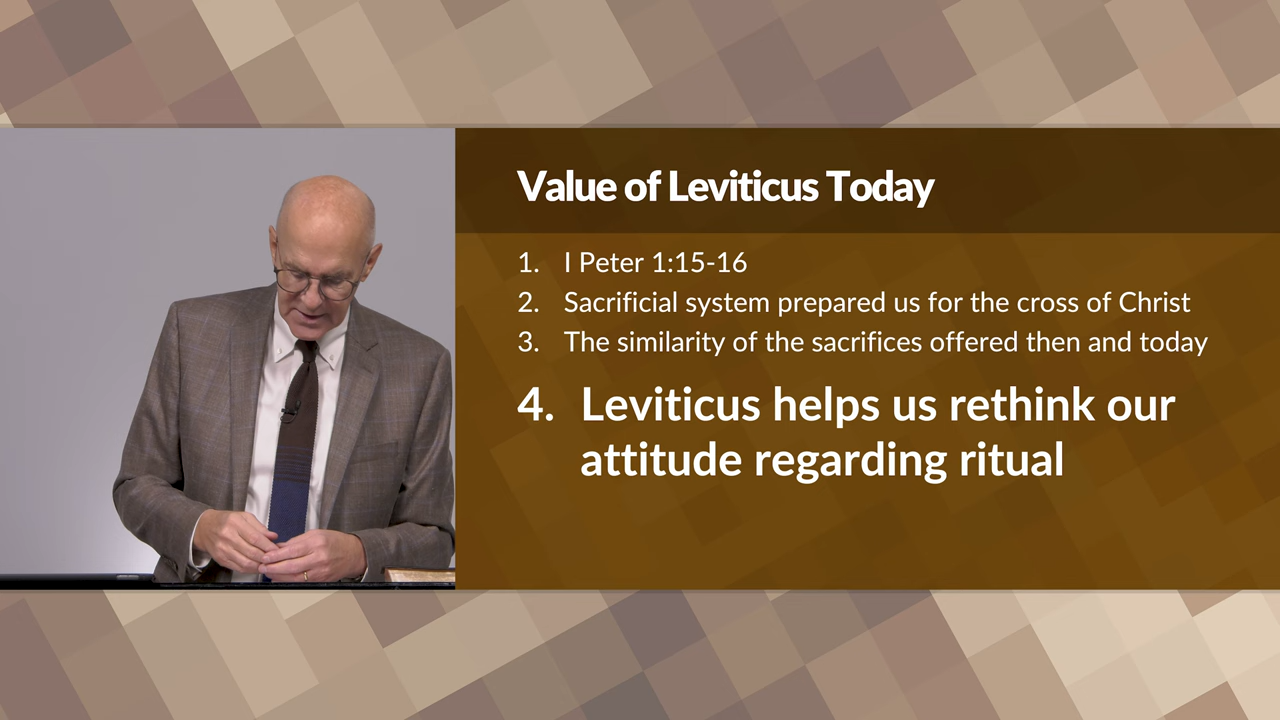 Value of Leviticus Today
1. I Peter 1:15-16
2. Sacrificial system prepared us for the cross of Christ
3. The similarity of the sacrifices offered then and today
4. Leviticus helps us rethink our
attitude regarding ritual